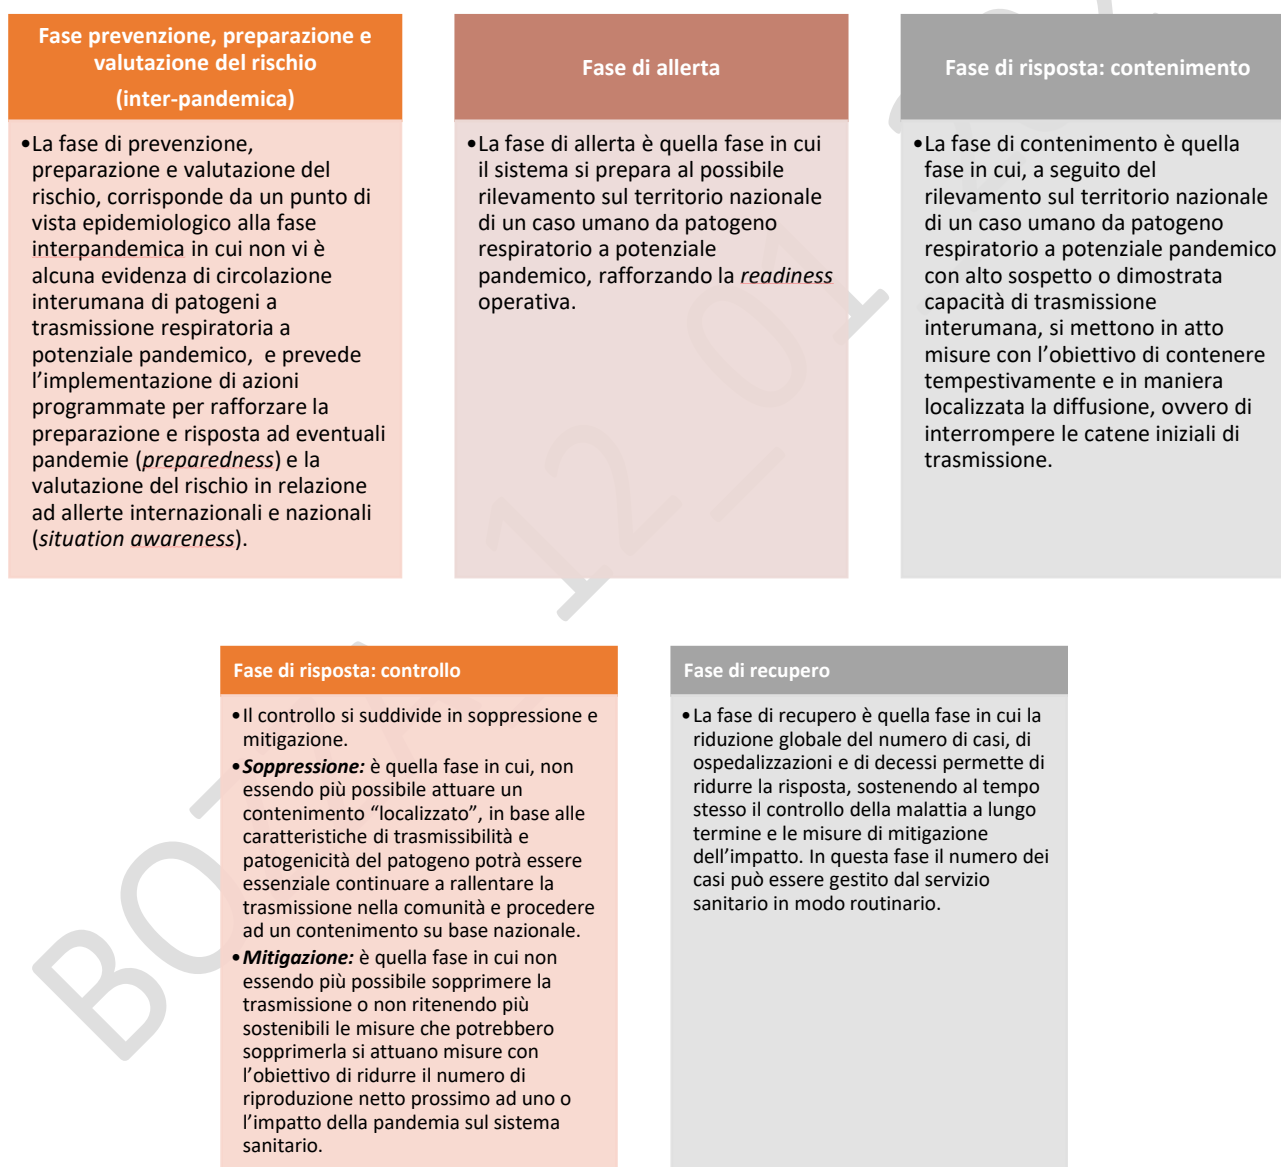 Fase prevenzione, preparazione e
valutazione del rischio
(inter-pandemica)
•La fase di prevenzione,
preparazione e valutazione del
rischio, corrisponde da un punto di
vista epidemiologico alla fase
interpandemica in cui non vi è
alcuna evidenza di circolazione
interumana di patogeni a
trasmissione respiratoria a
potenziale pandemico, e prevede
l’implementazione di azioni
programmate per rafforzare la
preparazione e risposta ad eventuali
pandemie (preparedness) e la
valutazione del rischio in relazione
ad allerte internazionali e nazionali
(situation awareness).
Fase di allerta
•La fase di allerta è quella fase in cui
il sistema si prepara al possibile
rilevamento sul territorio nazionale
di un caso umano da patogeno
respiratorio a potenziale
pandemico, rafforzando la readiness
operativa.
Fase di risposta: contenimento
•La fase di contenimento è quella
fase in cui, a seguito del
rilevamento sul territorio nazionale
di un caso umano da patogeno
respiratorio a potenziale pandemico
con alto sospetto o dimostrata
capacità di trasmissione
interumana, si mettono in atto
misure con l’obiettivo di contenere
tempestivamente e in maniera
localizzata la diffusione, ovvero di
interrompere le catene iniziali di
trasmissione.
Fase di risposta: controllo
•Il controllo si suddivide in soppressione e
mitigazione.
•Soppressione: è quella fase in cui, non
essendo più possibile attuare un
contenimento “localizzato”, in base alle
caratteristiche di trasmissibilità e
patogenicità del patogeno potrà essere
essenziale continuare a rallentare la
trasmissione nella comunità e procedere
ad un contenimento su base nazionale.
•Mitigazione: è quella fase in cui non
essendo più possibile sopprimere la
trasmissione o non ritenendo più
sostenibili le misure che potrebbero
sopprimerla si attuano misure con
l’obiettivo di ridurre il numero di
riproduzione netto prossimo ad uno o
l’impatto della pandemia sul sistema
sanitario.
Fase di recupero
•La fase di recupero è quella fase in cui la
riduzione globale del numero di casi, di
ospedalizzazioni e di decessi permette di
ridurre la risposta, sostenendo al tempo
stesso il controllo della malattia a lungo
termine e le misure di mitigazione
dell’impatto. In questa fase il numero dei
casi può essere gestito dal servizio
sanitario in modo routinario.